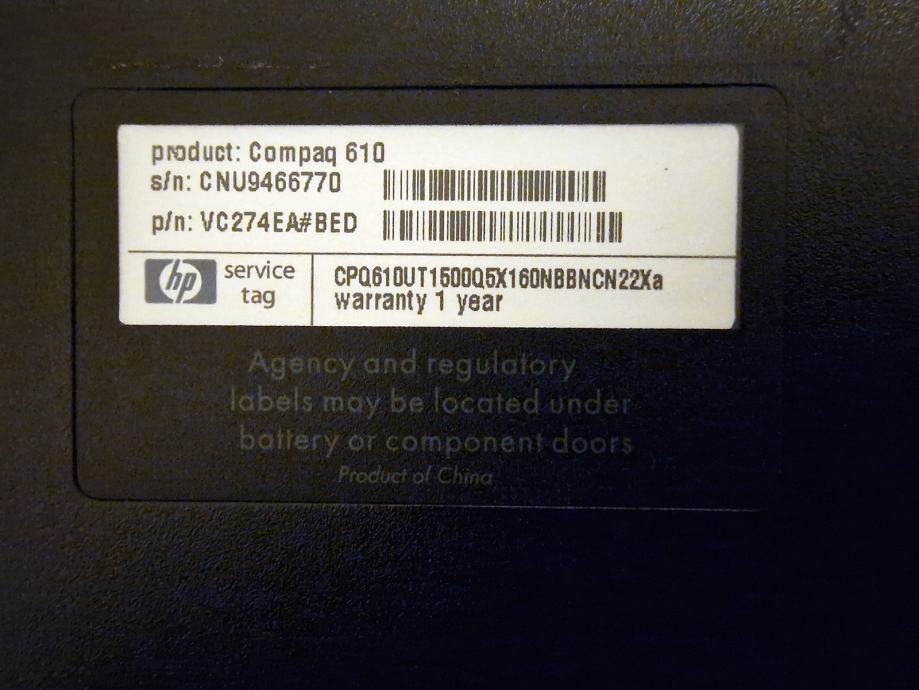 product: Compaq 610
s/n: CNU9466770
p/n: VC274EA#BED
hp
service
tag
CPQ610UT1500Q5X160NBBNCN22Xa
warranty 1 year
Agency and regulatory
labels may be located under
battery or component doors
Product of China